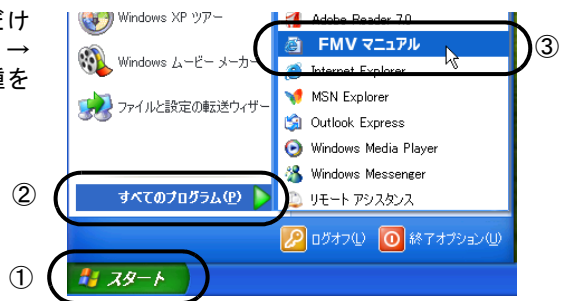 だけ
→
重を
Windows XP ツアー
Windows ムービー メーカー
ファイルと設定の転送ウィザー
すべてのプログラム(P)
Adobe Reader 7.0
FMV マニュアル
Internet Explorer
MSN Explorer
Outlook Express
Windows Media Player
Windows Messenger
リモート アシスタンス
ログオフ(L)
終了オプション(U)
スタート
①
②
③